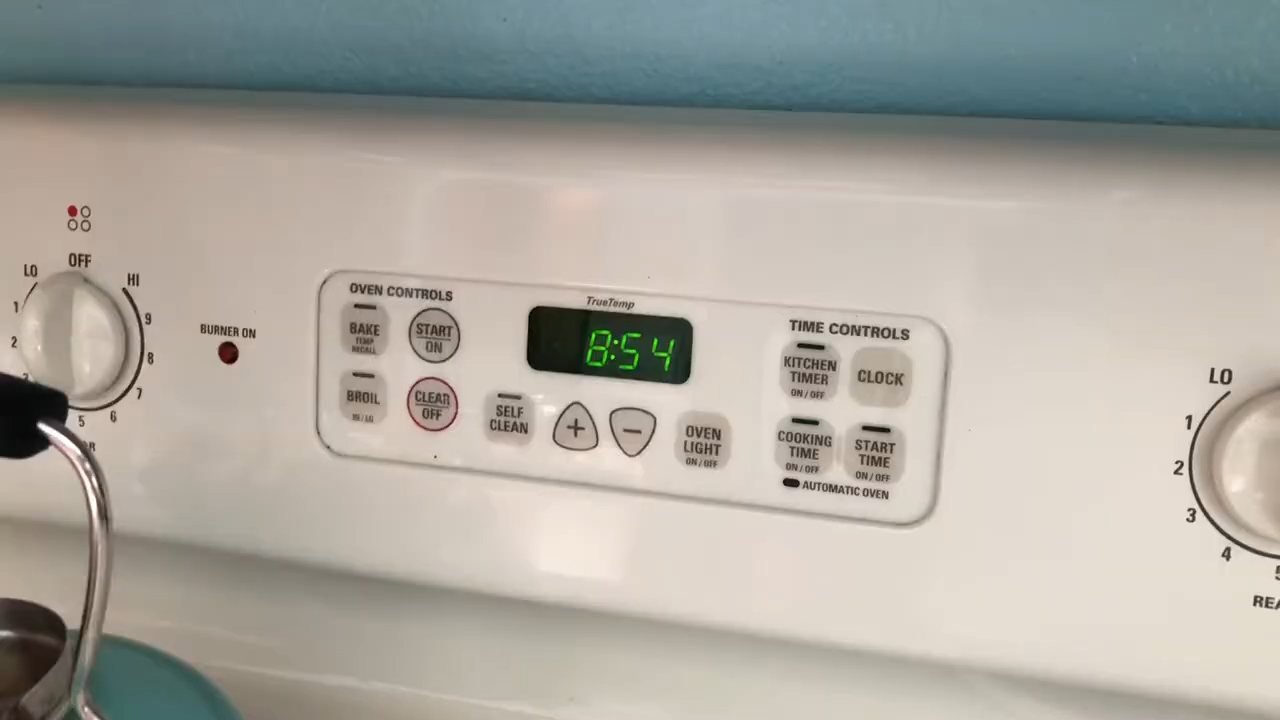 OFF
LO
HI
1
2
9
8
7
6
5
BURNER ON
OVEN CONTROLS
BAKE
TEMP
RECALL
START
ON
BROIL
HI / LO
CLEAR
OFF
SELF
CLEAN
TrueTemp
8:54
+
−
OVEN
LIGHT
ON / OFF
TIME CONTROLS
KITCHEN
TIMER
ON / OFF
CLOCK
COOKING
TIME
ON / OFF
START
TIME
ON / OFF
AUTOMATIC OVEN
LO
1
2
3
4